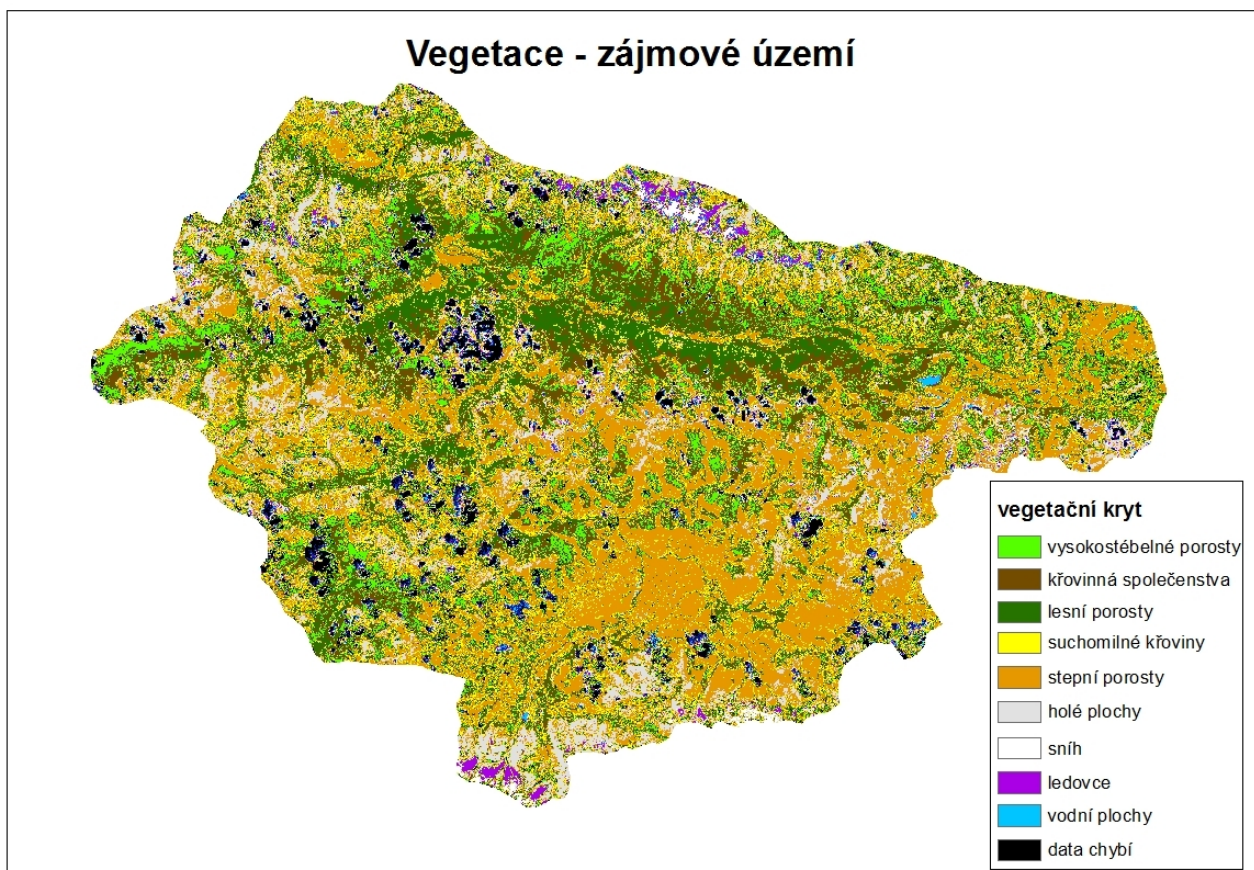 Vegetace - zájmové území
vegetační kryt
vysokostébelné porosty
křovinná společenstva
lesní porosty
suchomilné křoviny
stepní porosty
holé plochy
sníh
ledovce
vodní plochy
data chybí